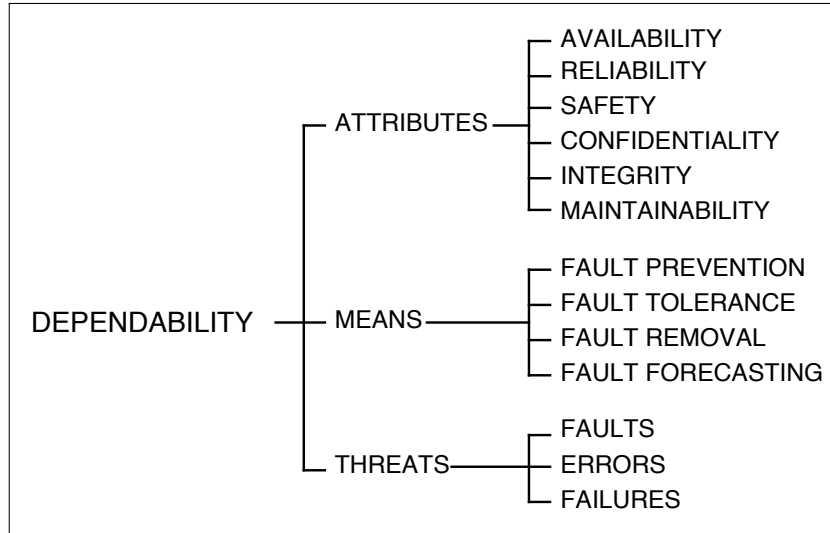 DEPENDABILITY
ATTRIBUTES
AVAILABILITY
RELIABILITY
SAFETY
CONFIDENTIALITY
INTEGRITY
MAINTAINABILITY
MEANS
FAULT PREVENTION
FAULT TOLERANCE
FAULT REMOVAL
FAULT FORECASTING
THREATS
FAULTS
ERRORS
FAILURES